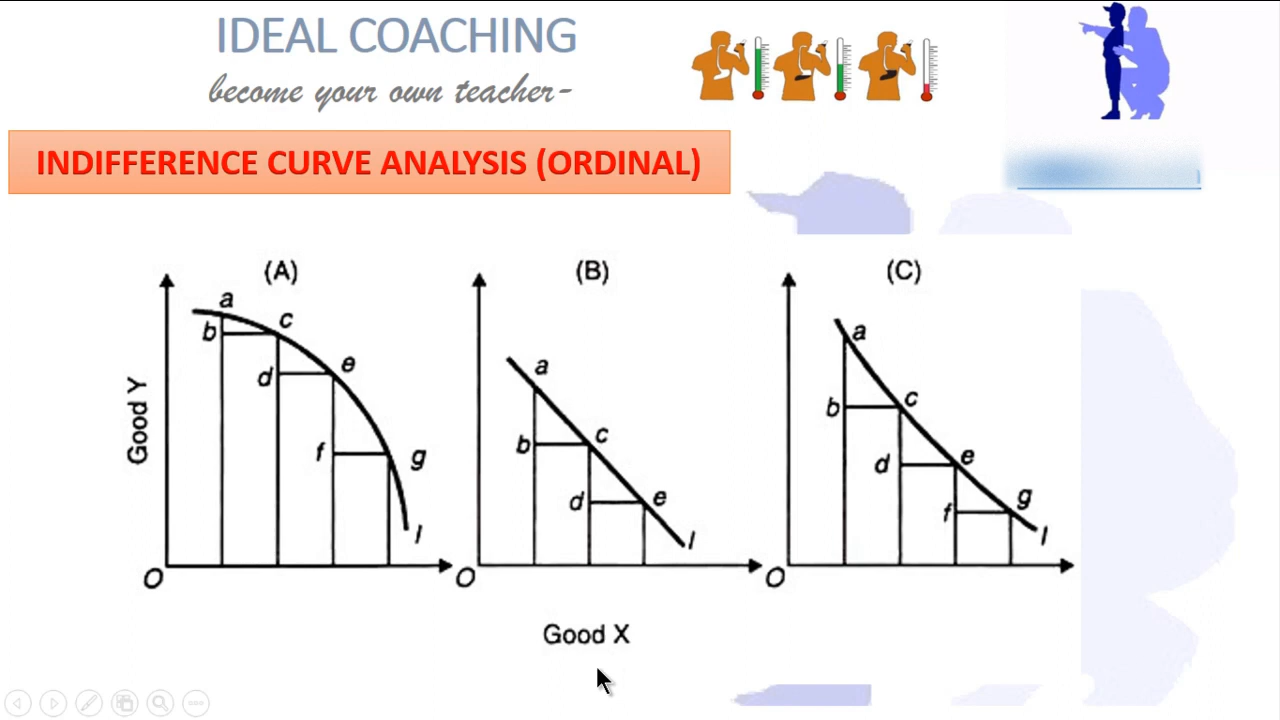 IDEAL COACHING
become your own teacher-
INDIFFERENCE CURVE ANALYSIS (ORDINAL)
(A)
(B)
(C)
a
b
c
d
e
f
g
I
O
Good Y
a
b
c
d
e
I
O
a
b
c
d
e
f
g
I
O
Good X